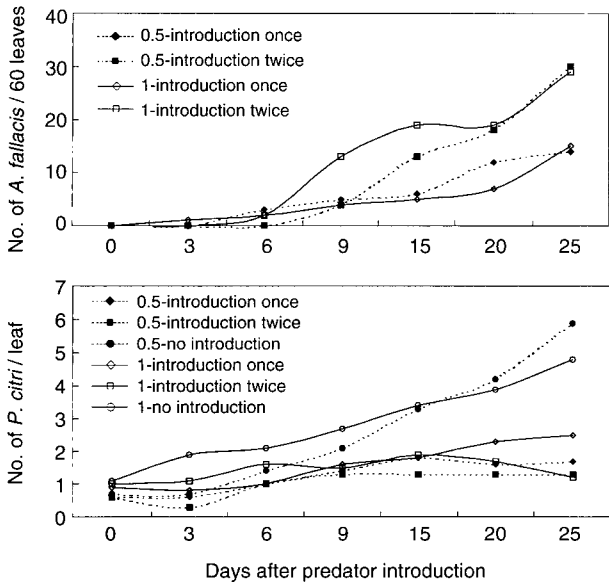 No. of A. fallacis / 60 leaves
40
30
20
10
0
0.5-introduction once
0.5-introduction twice
1-introduction once
1-introduction twice
0 3 6 9 15 20 25
No. of P. citri / leaf
7
6
5
4
3
2
1
0
0.5-introduction once
0.5-introduction twice
0.5-no introduction
1-introduction once
1-introduction twice
1-no introduction
0 3 6 9 15 20 25
Days after predator introduction